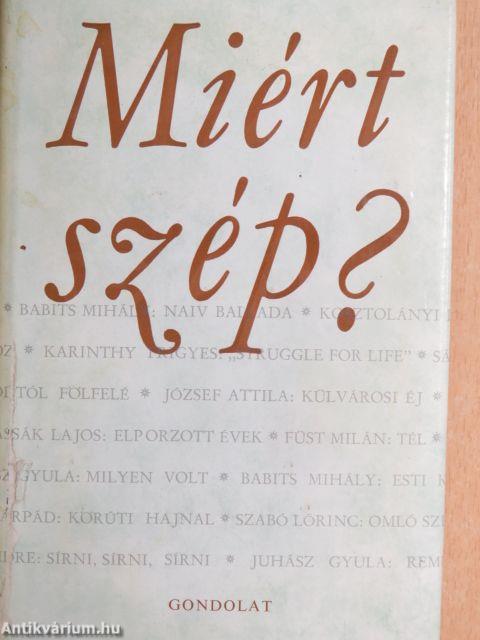 Miért
szép?
* BABITS MIHÁLY: NAIV BALLADA * KOSZTOLÁNYI
* KARINTHY FRIGYES: „STRUGGLE FOR LIFE” *
FÖLFELÉ * JÓZSEF ATTILA: KÜLVÁROSI ÉJ *
LAJOS: ELPORZOTT ÉVEK * FÜST MILÁN: TÉL *
GYULA: MILYEN VOLT * BABITS MIHÁLY: ESTI
ÁRPÁD: KÖRÚTI HAJNAL * SZABÓ LŐRINC: OMLÓ
SÍRNI, SÍRNI, SÍRNI * JUHÁSZ GYULA:
GONDOLAT
Antikvárium.hu